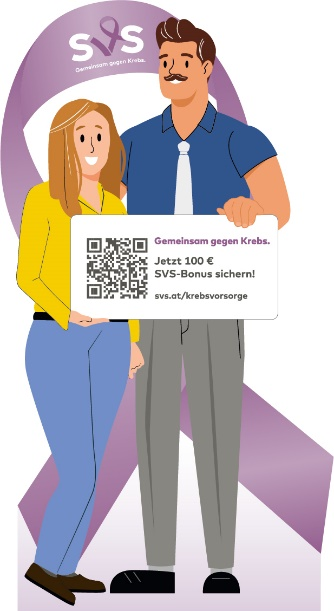 SVS
Gemeinsam gegen Krebs.
Gemeinsam gegen Krebs.
Jetzt 100 €
SVS-Bonus sichern!
svs.at/krebsvorsorge